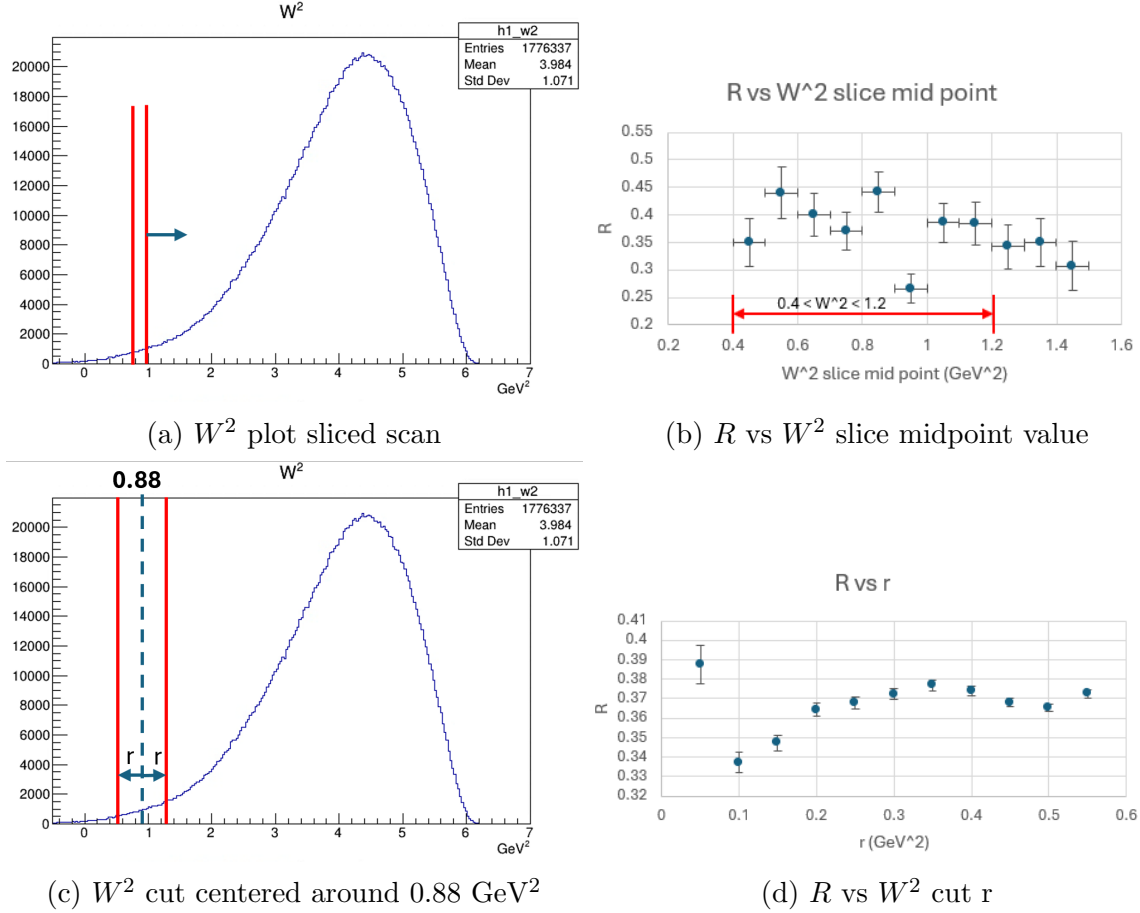 W²
h1_w2
Entries 1776337
Mean 3.984
Std Dev 1.071
20000
18000
16000
14000
12000
10000
8000
6000
4000
2000
0
0 1 2 3 4 5 6 7
GeV²
(a) W² plot sliced scan
R vs W^2 slice mid point
0.55
0.5
0.45
0.4
0.35
0.3
0.25
0.2
R
0.4 < W^2 < 1.2
0.2 0.4 0.6 0.8 1 1.2 1.4 1.6
W^2 slice mid point (GeV^2)
(b) R vs W² slice midpoint value
W²
0.88
h1_w2
Entries 1776337
Mean 3.984
Std Dev 1.071
20000
18000
16000
14000
12000
10000
8000
6000
4000
2000
0
r r
0 1 2 3 4 5 6 7
GeV²
(c) W² cut centered around 0.88 GeV²
R vs r
0.41
0.4
0.39
0.38
0.37
0.36
0.35
0.34
0.33
0.32
R
0 0.1 0.2 0.3 0.4 0.5 0.6
r (GeV^2)
(d) R vs W² cut r